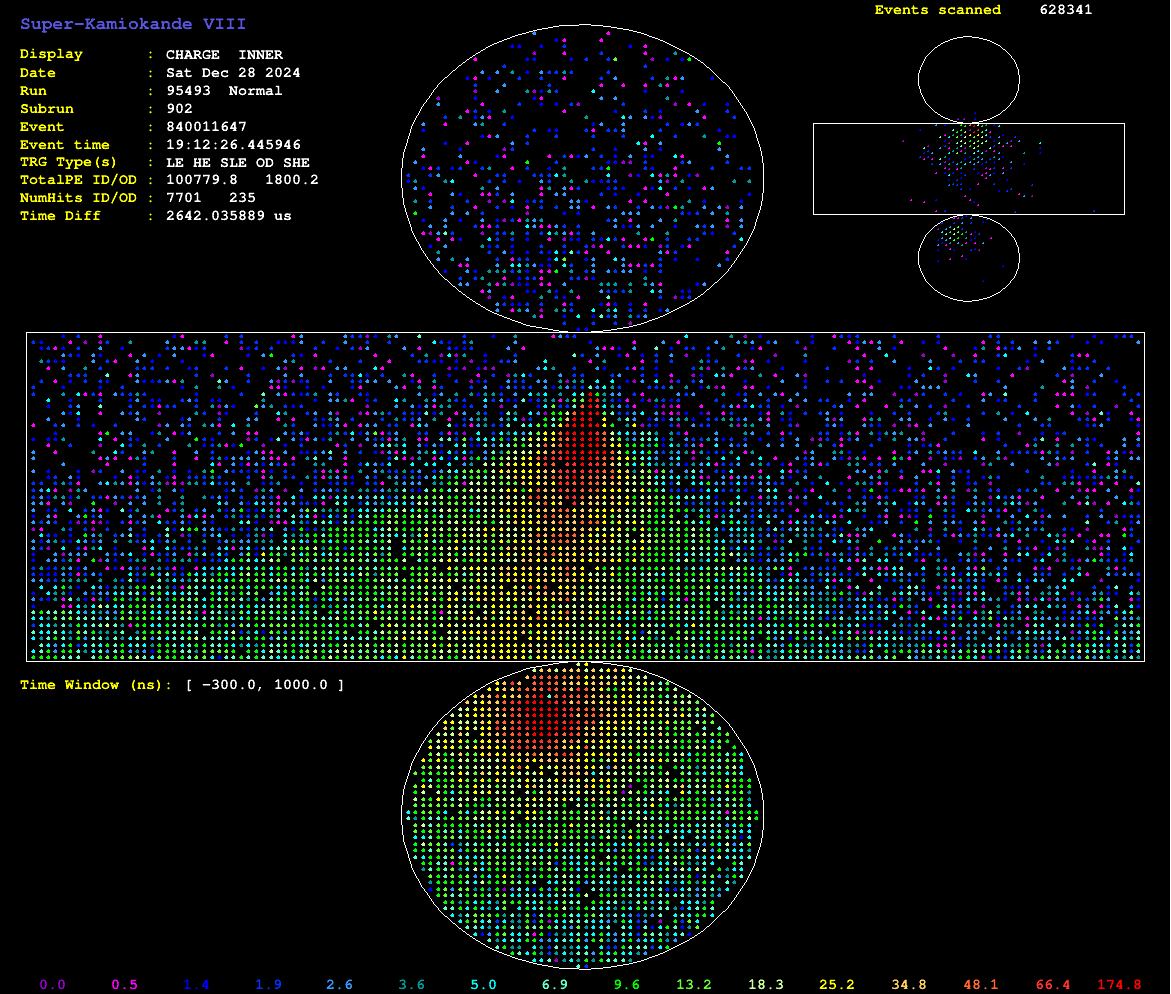 Super-Kamiokande VIII
Events scanned 628341
Display : CHARGE INNER
Date : Sat Dec 28 2024
Run : 95493 Normal
Subrun : 902
Event : 840011647
Event time : 19:12:26.445946
TRG Type(s) : LE HE SLE OD SHE
TotalPE ID/OD : 100779.8 1800.2
NumHits ID/OD : 7701 235
Time Diff : 2642.035889 us
Time Window (ns): [ -300.0, 1000.0 ]
0.0 0.5 1.4 1.9 2.6 3.6 5.0 6.9 9.6 13.2 18.3 25.2 34.8 48.1 66.4 174.8